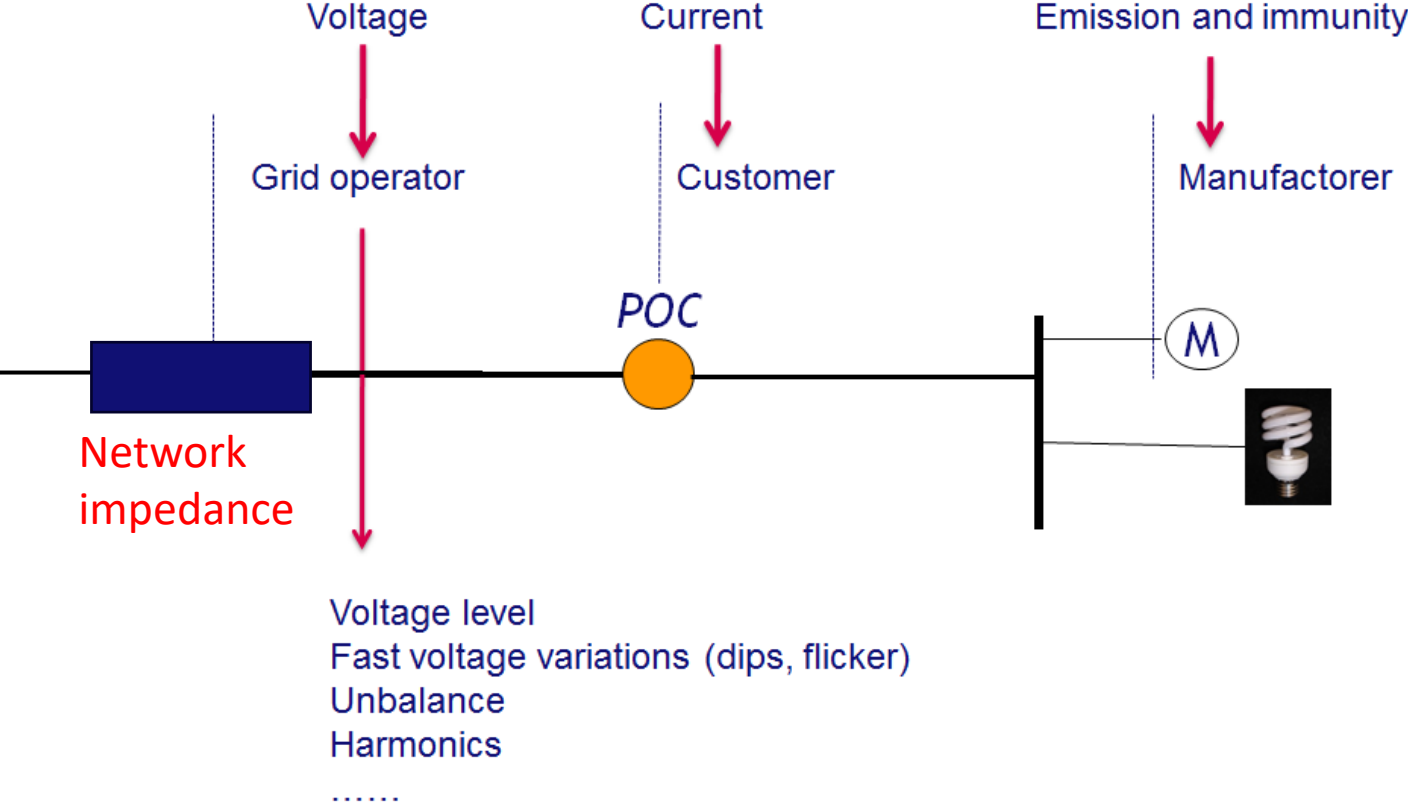 Voltage
Current
Emission and immunity
Grid operator
Customer
Manufactorer
POC
M
Network
impedance
Voltage level
Fast voltage variations (dips, flicker)
Unbalance
Harmonics
......